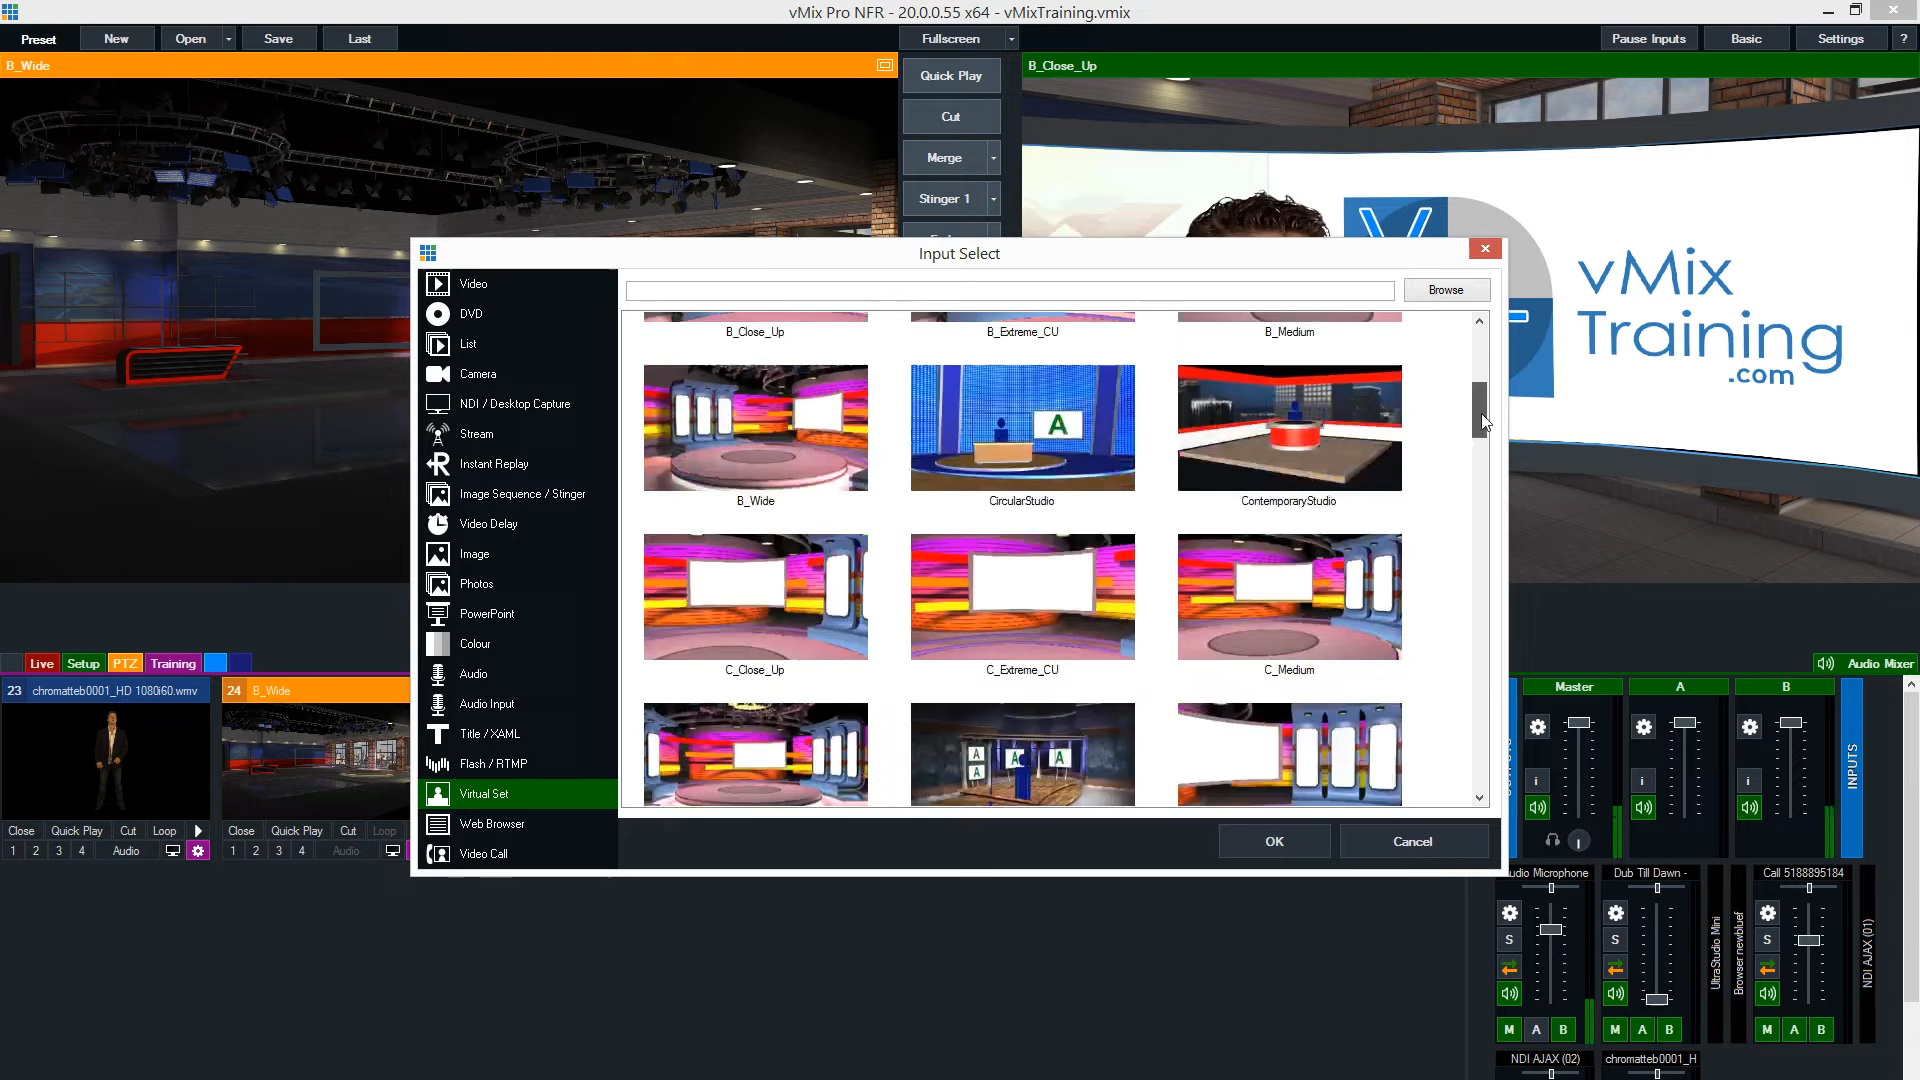 vMix Pro NFR - 20.0.0.55 x64 - vMixTraining.vmix
Preset
New
Open
Save
Last
Fullscreen
Pause Inputs
Basic
Settings
?
B_Wide
Quick Play
B_Close_Up
Cut
Merge
Stinger 1
vMix
Training
.com
Input Select
Video
DVD
List
Camera
NDI / Desktop Capture
Stream
Instant Replay
Image Sequence / Stinger
Video Delay
Image
Photos
PowerPoint
Colour
Audio
Audio Input
Title / XAML
Flash / RTMP
Virtual Set
Web Browser
Video Call
Browse
B_Close_Up
B_Extreme_CU
B_Medium
A
B_Wide
CircularStudio
ContemporaryStudio
C_Close_Up
C_Extreme_CU
C_Medium
A
A
A
A
OK
Cancel
Live
Setup
PTZ
Training
23 chromatteb0001_HD 1080i60.wmv
24 B_Wide
Close Quick Play Cut Loop
1 2 3 4 Audio
Close Quick Play Cut Loop
1 2 3 4 Audio
Audio Mixer
Master
A
B
INPUTS
udio Microphone
Dub Till Dawn -
UltraStudio Mini
Browser newbluef
Call 5188895184
NDI AJAX (01)
S
S
S
M A B
M A B
M A B
NDI AJAX (02)
chromatteb0001_H